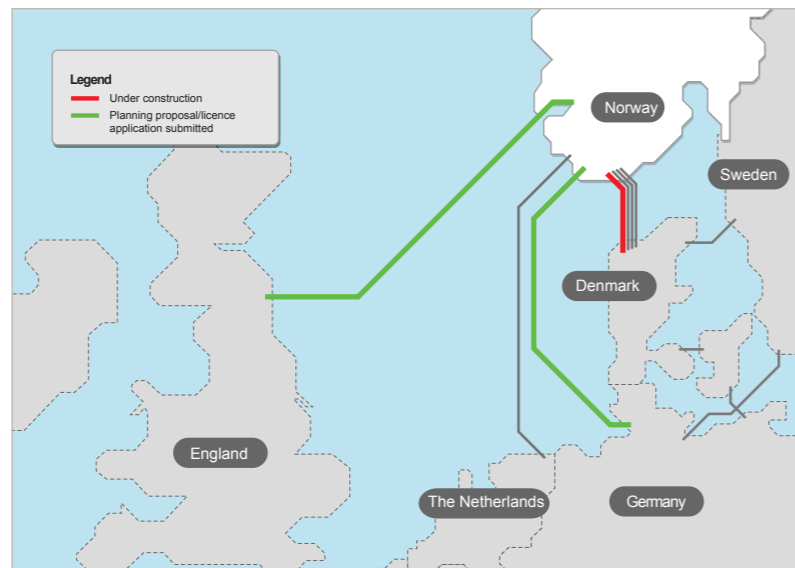 Legend
Under construction
Planning proposal/licence
application submitted
Norway
Sweden
Denmark
England
The Netherlands
Germany